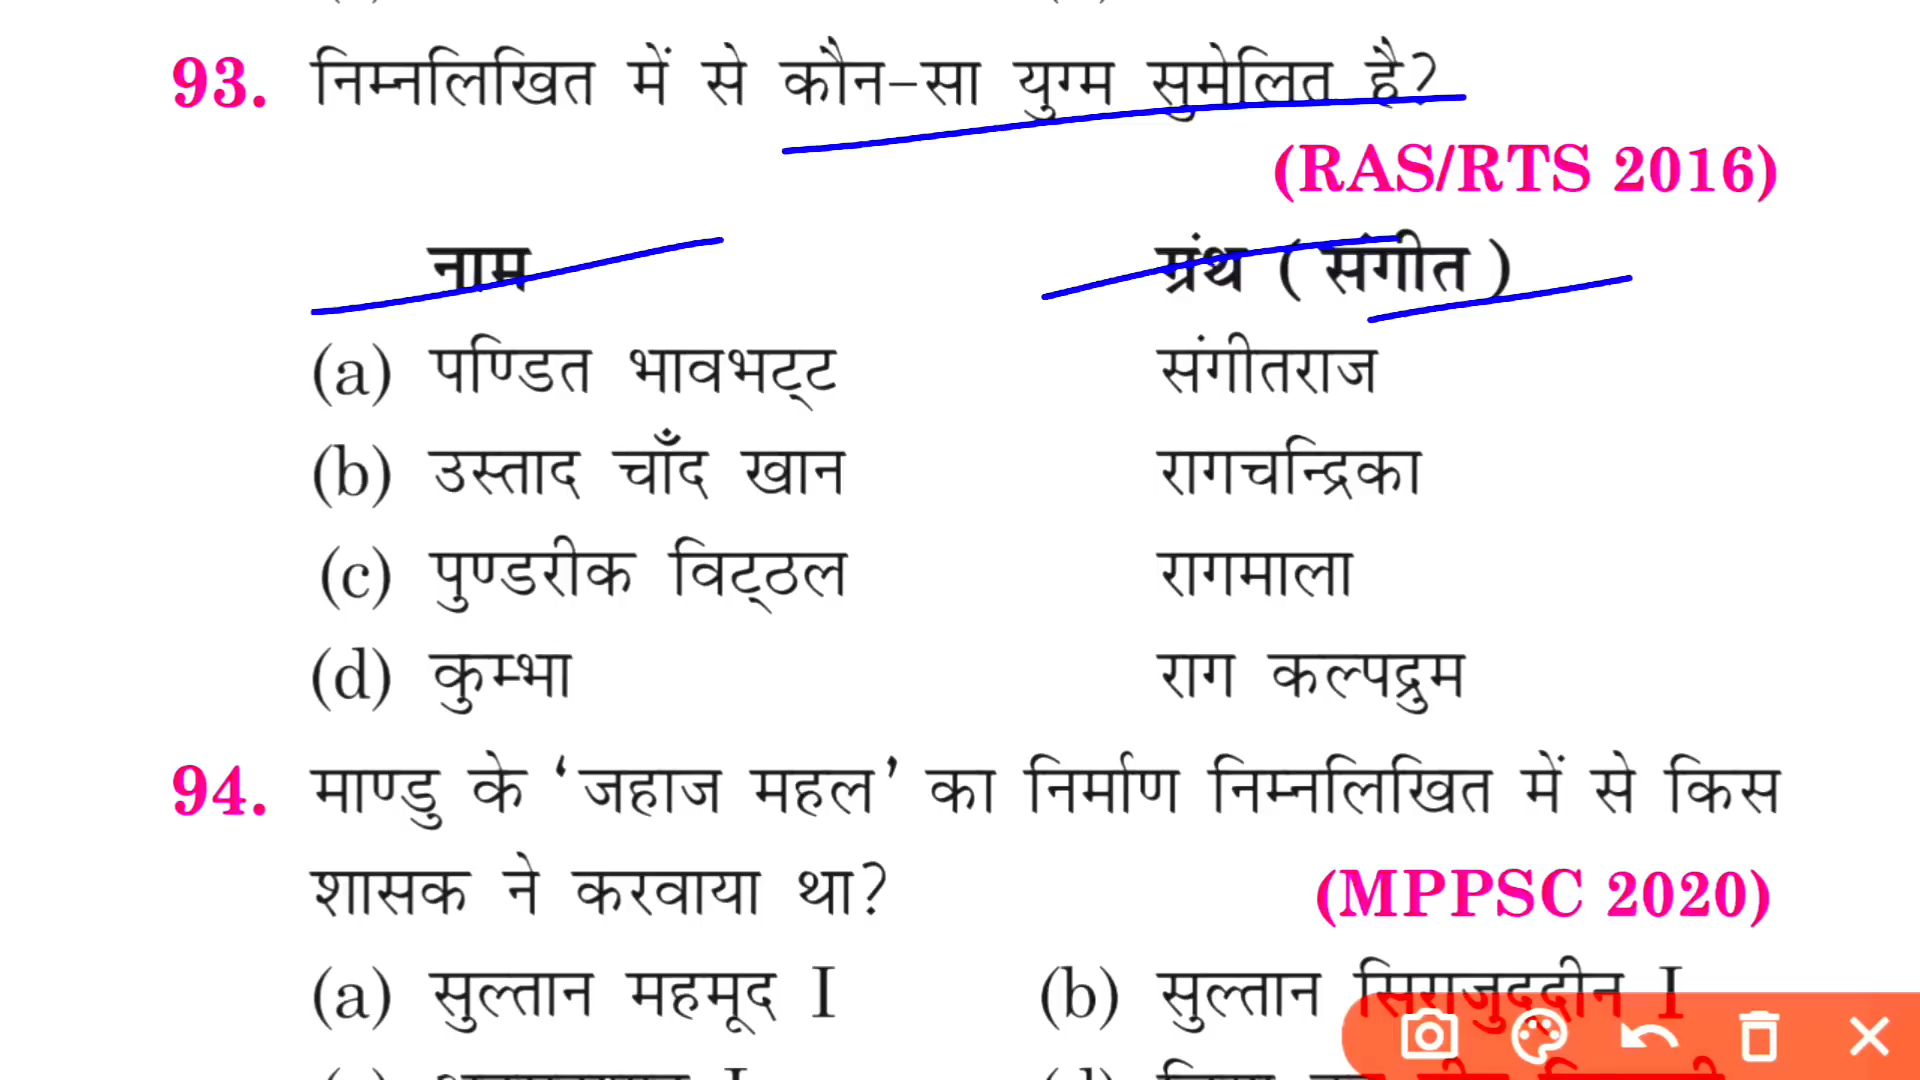 93. निम्नलिखित में से कौन-सा युग्म सुमेलित है?
(RAS/RTS 2016)
नाम ग्रंथ ( संगीत )
(a) पण्डित भावभट्‌ट संगीतराज
(b) उस्ताद चाँद खान रागचन्द्रिका
(c) पुण्डरीक विट्‌ठल रागमाला
(d) कुम्भा राग कल्पद्रुम
94. माण्डु के ‘जहाज महल’ का निर्माण निम्नलिखित में से किस
शासक ने करवाया था?
(MPPSC 2020)
(a) सुल्तान महमूद I (b) सुल्तान सिराजुद्दीन I